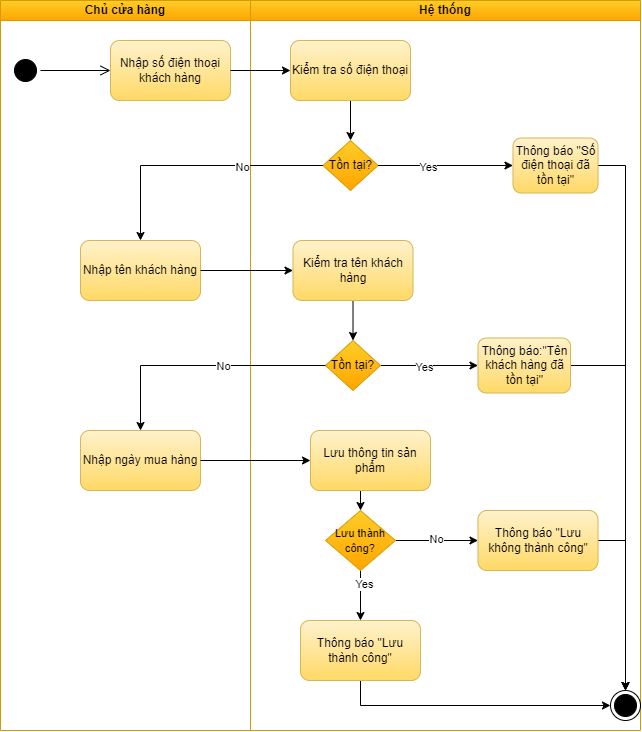 Chủ cửa hàng
Hệ thống
Nhập số điện thoại
khách hàng
Kiểm tra số điện thoại
Tồn tại?
No
Yes
Thông báo "Số
điện thoại đã
tồn tại"
Nhập tên khách hàng
Kiểm tra tên khách
hàng
Tồn tại?
No
Yes
Thông báo:"Tên
khách hàng đã
tồn tại"
Nhập ngày mua hàng
Lưu thông tin sản
phẩm
Lưu thành
công?
No
Thông báo "Lưu
không thành công"
Yes
Thông báo "Lưu
thành công"